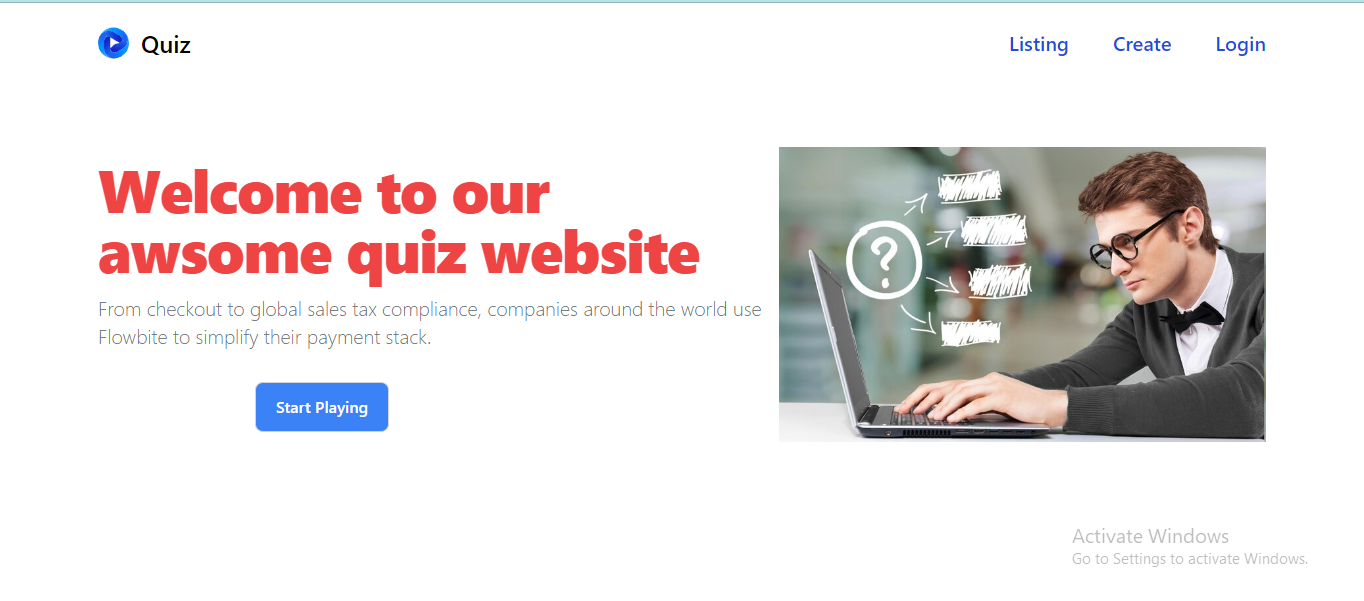 Quiz
Listing
Create
Login
Welcome to our
awsome quiz website
From checkout to global sales tax compliance, companies around the world use
Flowbite to simplify their payment stack.
Start Playing
?
Activate Windows
Go to Settings to activate Windows.